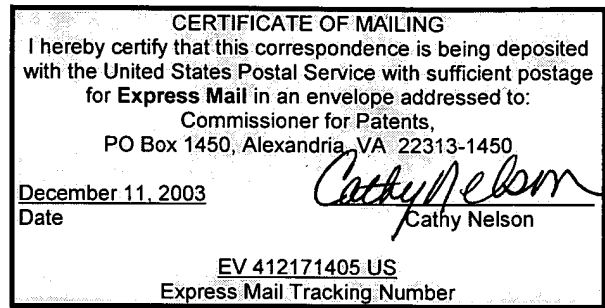 CERTIFICATE OF MAILING
I hereby certify that this correspondence is being deposited
with the United States Postal Service with sufficient postage
for Express Mail in an envelope addressed to:
Commissioner for Patents,
PO Box 1450, Alexandria, VA 22313-1450
December 11, 2003 Cathy Nelson
Date Cathy Nelson
EV 412171405 US
Express Mail Tracking Number